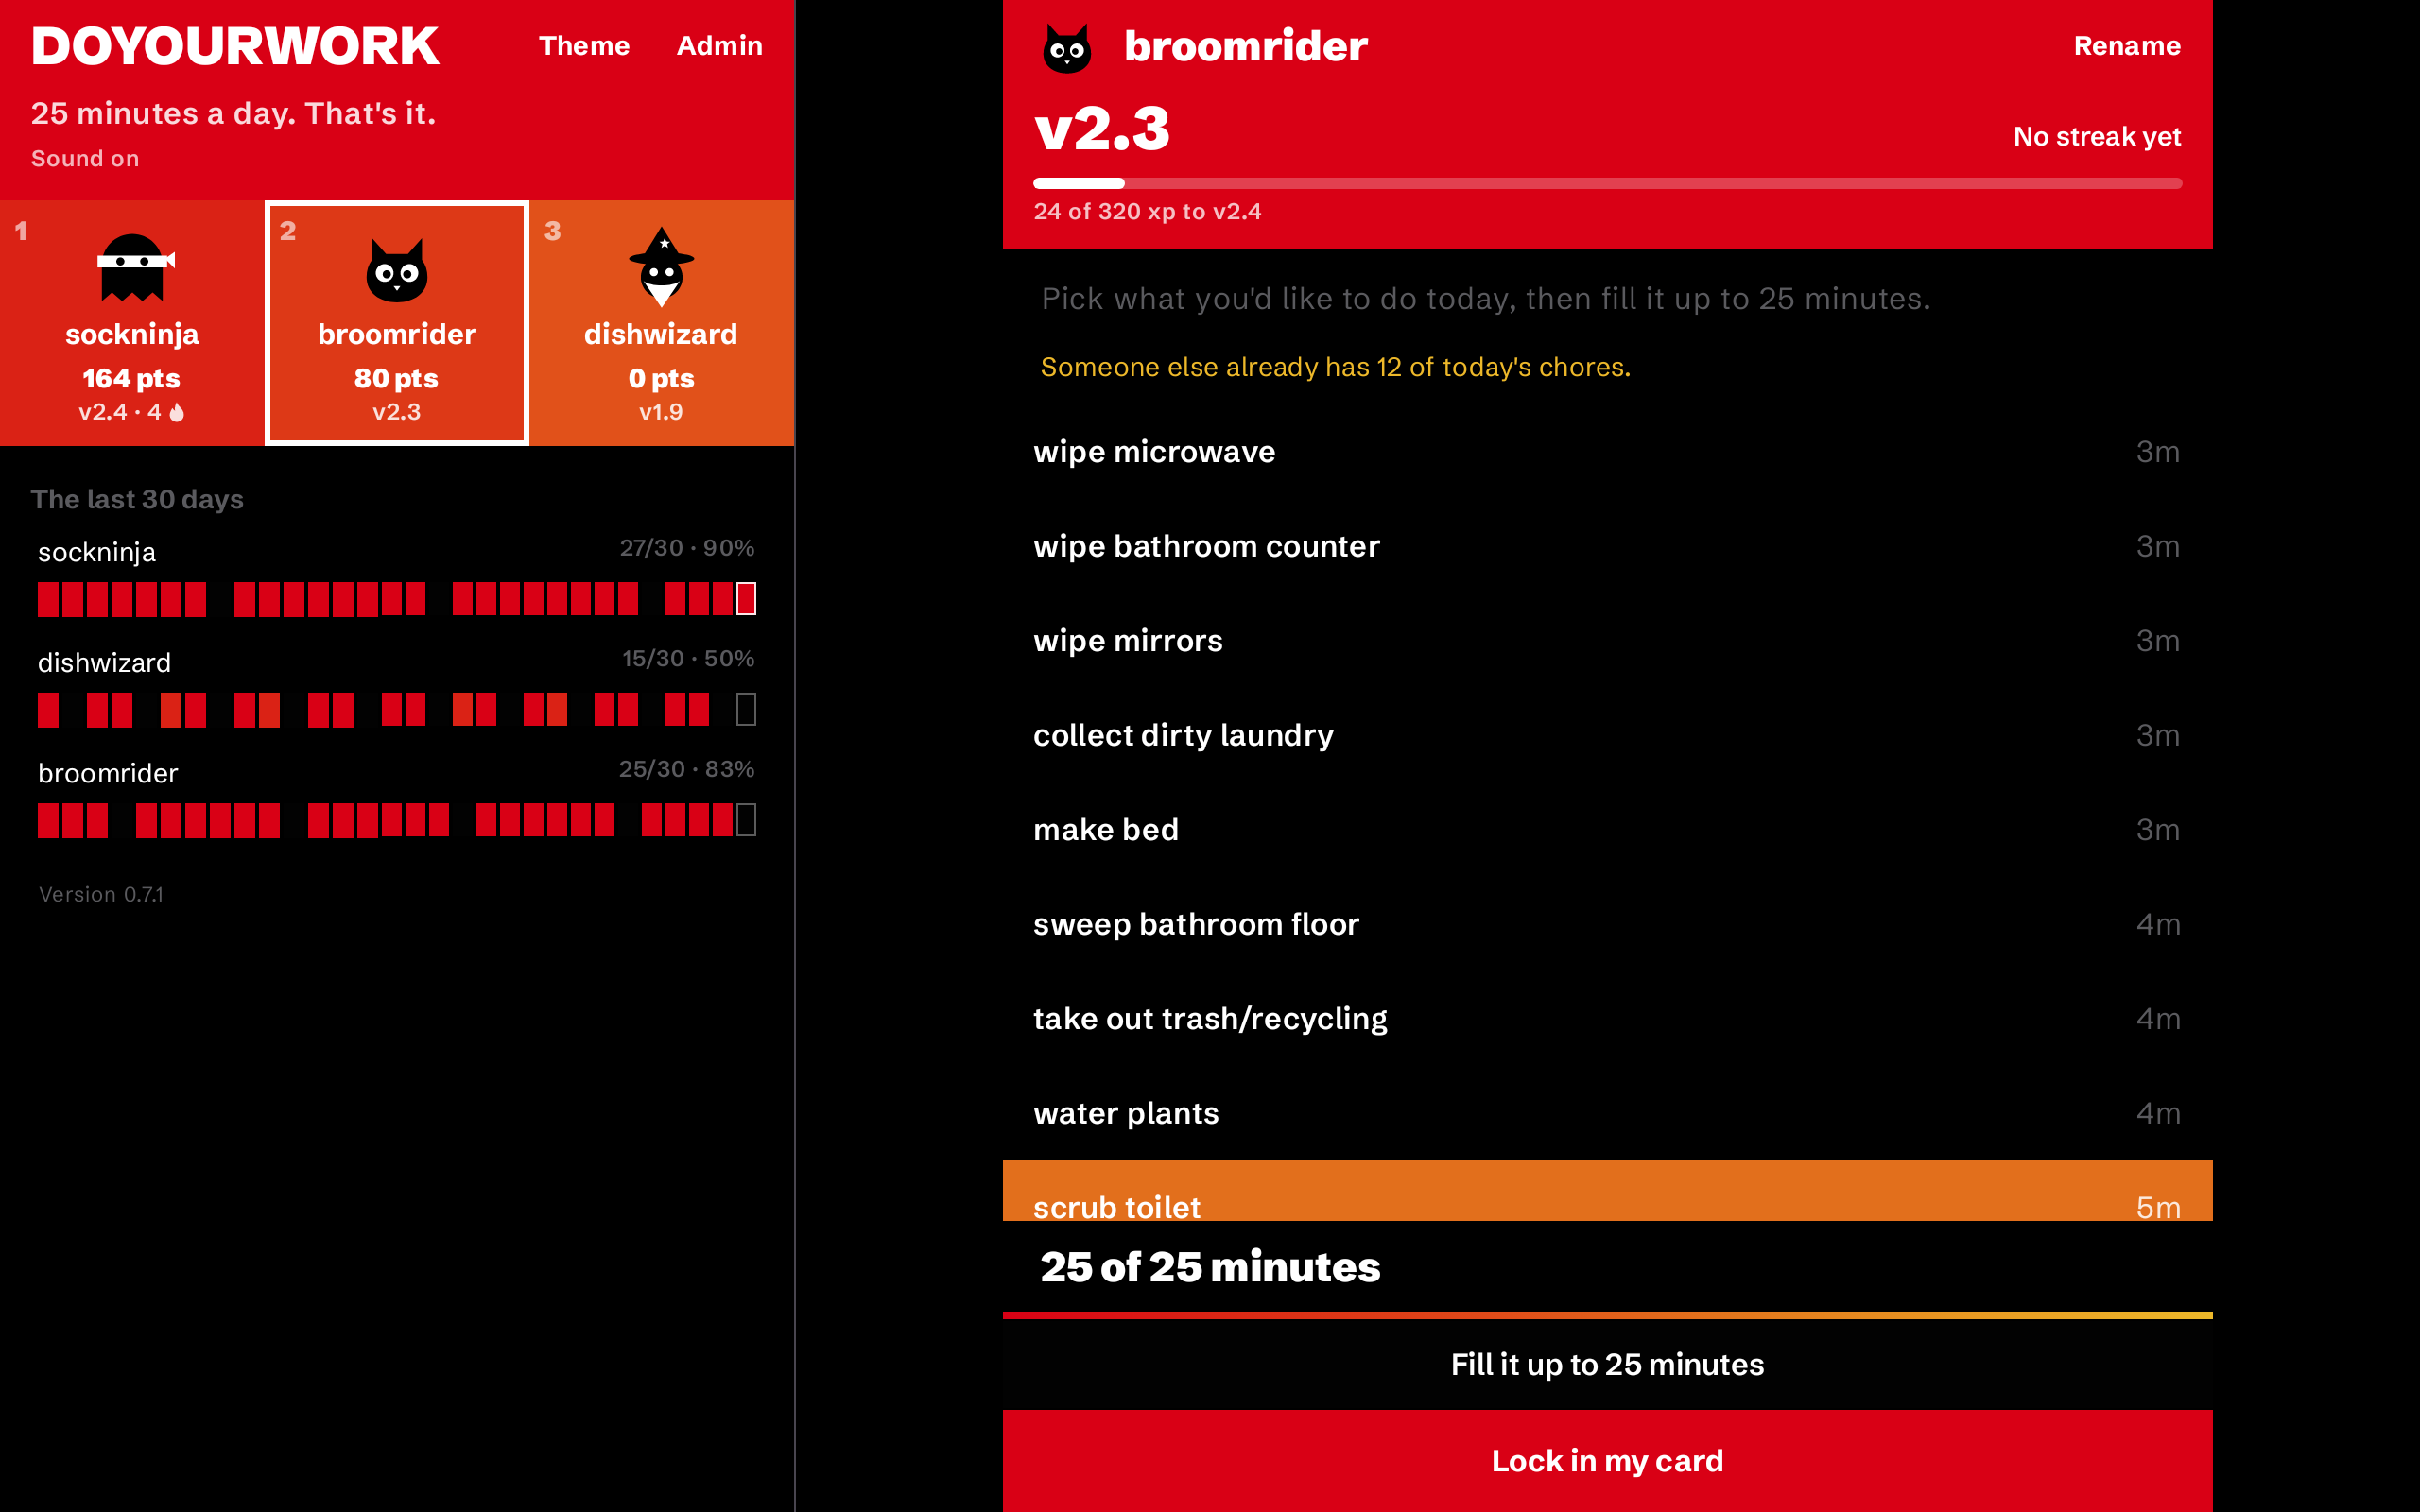 DOYOURWORK
Theme
Admin
25 minutes a day. That's it.
Sound on
1
sockninja
164 pts
v2.4 · 4
2
broomrider
80 pts
v2.3
3
dishwizard
0 pts
v1.9
The last 30 days
sockninja
27/30 · 90%
dishwizard
15/30 · 50%
broomrider
25/30 · 83%
Version 0.7.1
broomrider
Rename
v2.3
No streak yet
24 of 320 xp to v2.4
Pick what you'd like to do today, then fill it up to 25 minutes.
Someone else already has 12 of today's chores.
wipe microwave 3m
wipe bathroom counter 3m
wipe mirrors 3m
collect dirty laundry 3m
make bed 3m
sweep bathroom floor 4m
take out trash/recycling 4m
water plants 4m
scrub toilet 5m
25 of 25 minutes
Fill it up to 25 minutes
Lock in my card